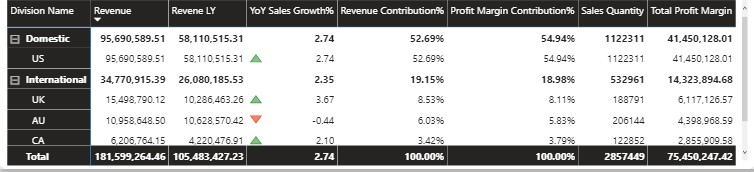 Division Name Revenue Revene LY YoY Sales Growth% Revenue Contribution% Profit Margin Contribution% Sales Quantity Total Profit Margin
Domestic 95,690,589.51 58,110,515.31 2.74 52.69% 54.94% 1122311 41,450,128.01
US 95,690,589.51 58,110,515.31 2.74 52.69% 54.94% 1122311 41,450,128.01
International 34,770,915.39 26,080,185.53 2.35 19.15% 18.98% 532961 14,323,894.68
UK 15,498,790.12 10,286,463.26 3.67 8.53% 8.11% 188791 6,117,126.57
AU 10,958,648.50 10,628,570.42 -0.44 6.03% 5.83% 206144 4,398,968.59
CA 6,206,764.15 4,220,476.91 2.10 3.42% 3.79% 122852 2,855,909.58
Total 181,599,264.46 105,483,427.23 2.74 100.00% 100.00% 2857449 75,450,247.42